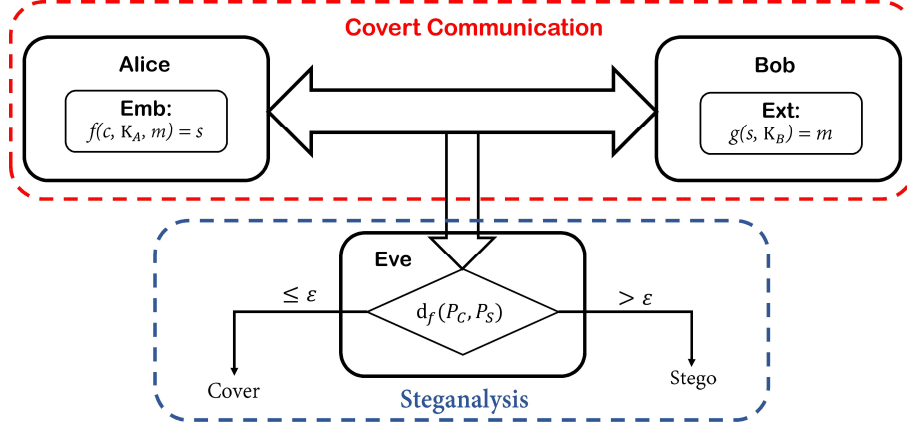 Covert Communication
Alice
Emb:
f(c, K_A, m) = s
Bob
Ext:
g(s, K_B) = m
Eve
≤ ε
d_f(P_C, P_S)
> ε
Cover
Stego
Steganalysis